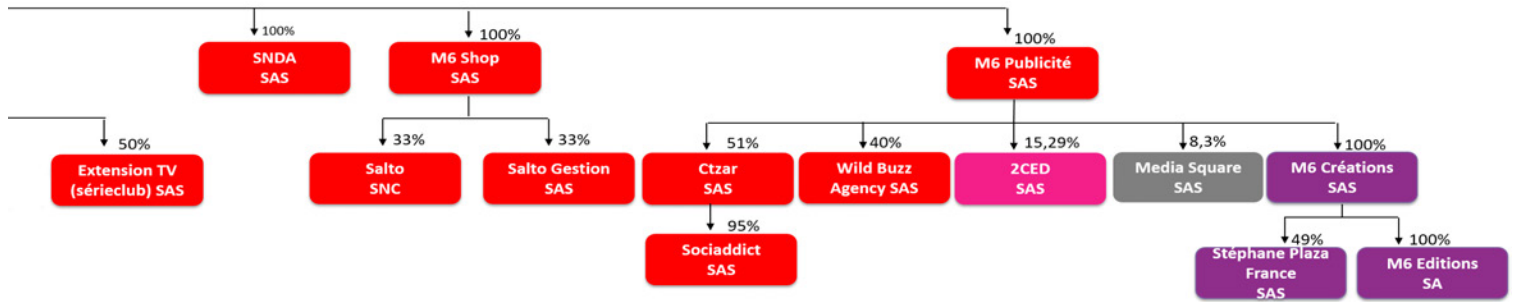 100%
SNDA
SAS
100%
M6 Shop
SAS
100%
M6 Publicité
SAS
50%
Extension TV
(sérieclub) SAS
33%
Salto
SNC
33%
Salto Gestion
SAS
51%
Ctzar
SAS
40%
Wild Buzz
Agency SAS
15,29%
2CED
SAS
8,3%
Media Square
SAS
100%
M6 Créations
SAS
95%
Sociaddict
SAS
49%
Stéphane Plaza
France
SAS
100%
M6 Editions
SA